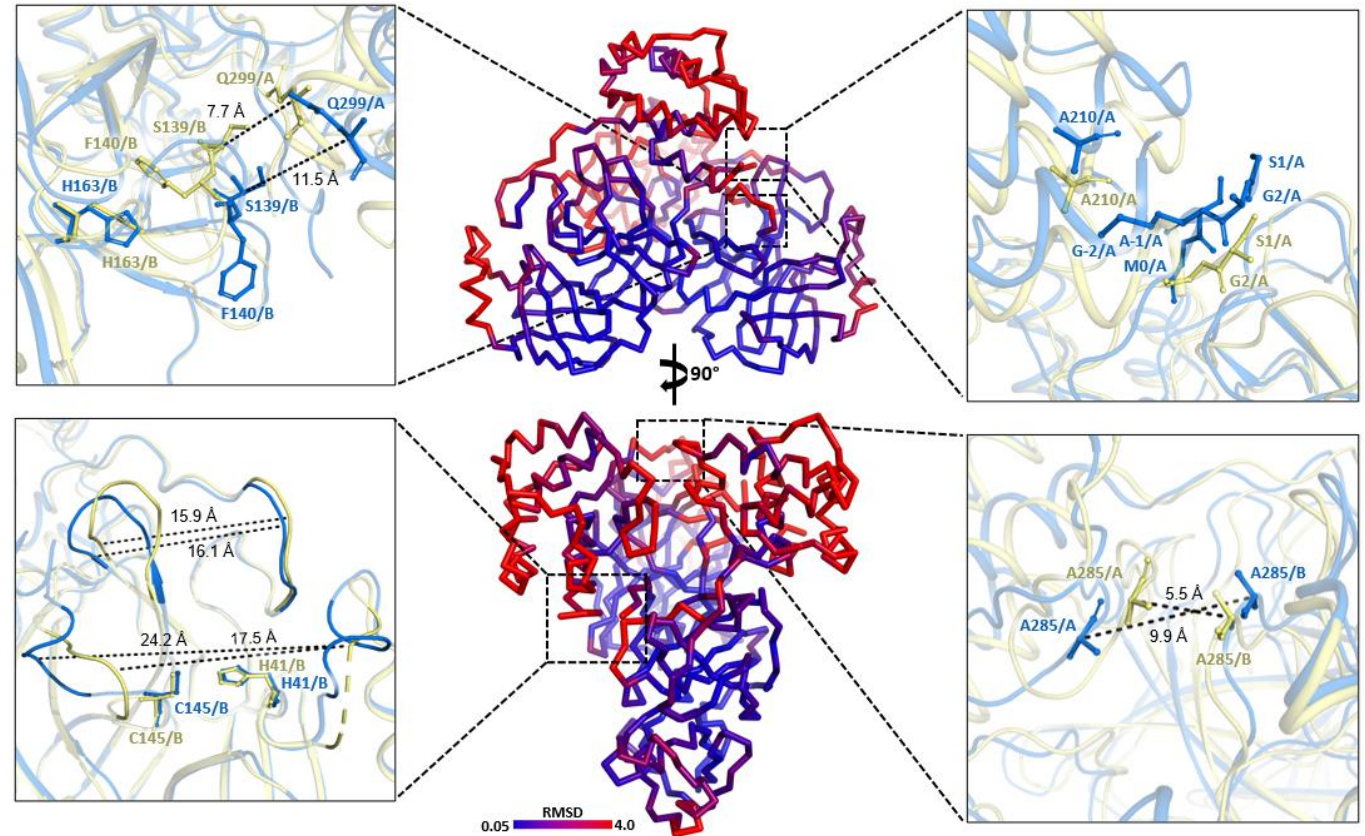 Q299/A
Q299/A
7.7 Å
S139/B
F140/B
H163/B
11.5 Å
S139/B
H163/B
F140/B
90°
A210/A
S1/A
A210/A
G2/A
G-2/A
A-1/A
S1/A
M0/A
G2/A
15.9 Å
16.1 Å
24.2 Å
17.5 Å
H41/B
H41/B
C145/B
C145/B
RMSD
0.05
4.0
A285/A
A285/B
5.5 Å
A285/A
9.9 Å
A285/B